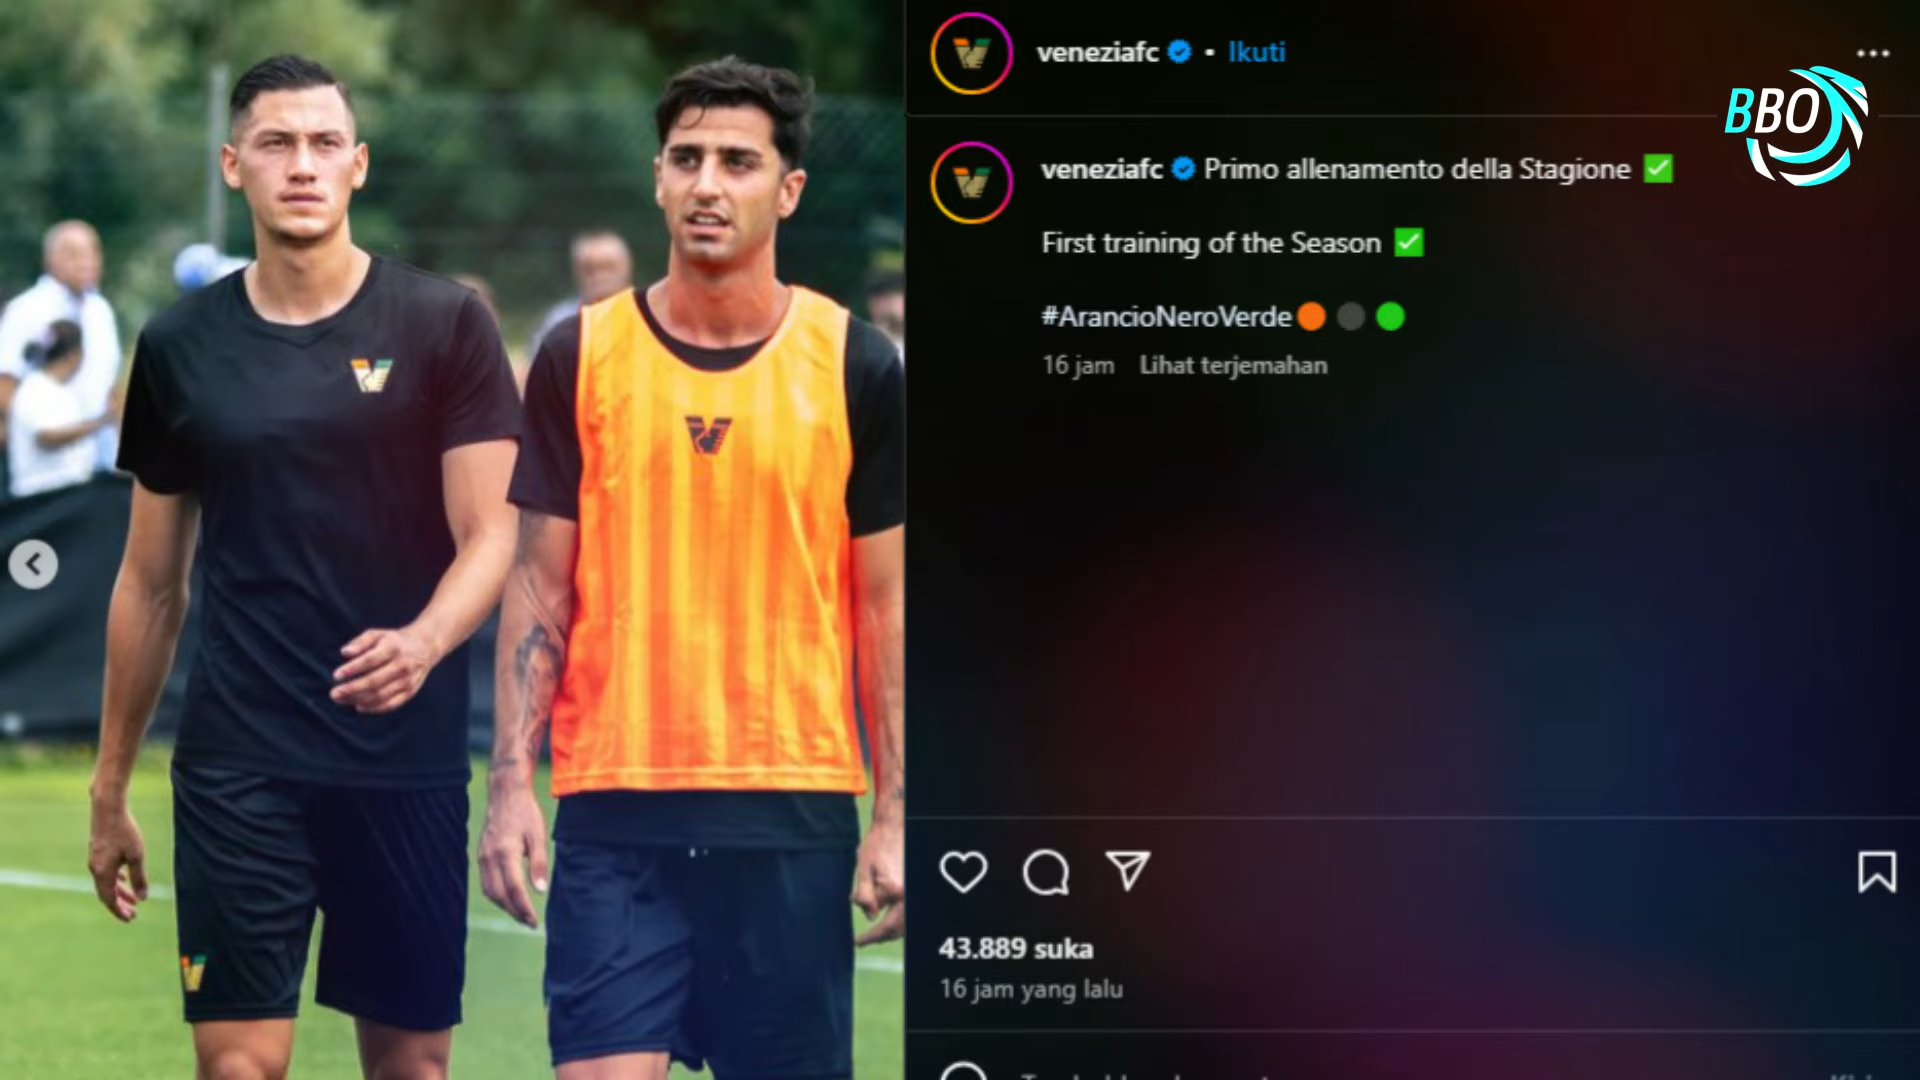 veneziafc • Ikuti
BBO
veneziafc Primo allenamento della Stagione ✅
First training of the Season ✅
#ArancioNeroVerde🟠⚫🟢
16 jam Lihat terjemahan
43.889 suka
16 jam yang lalu